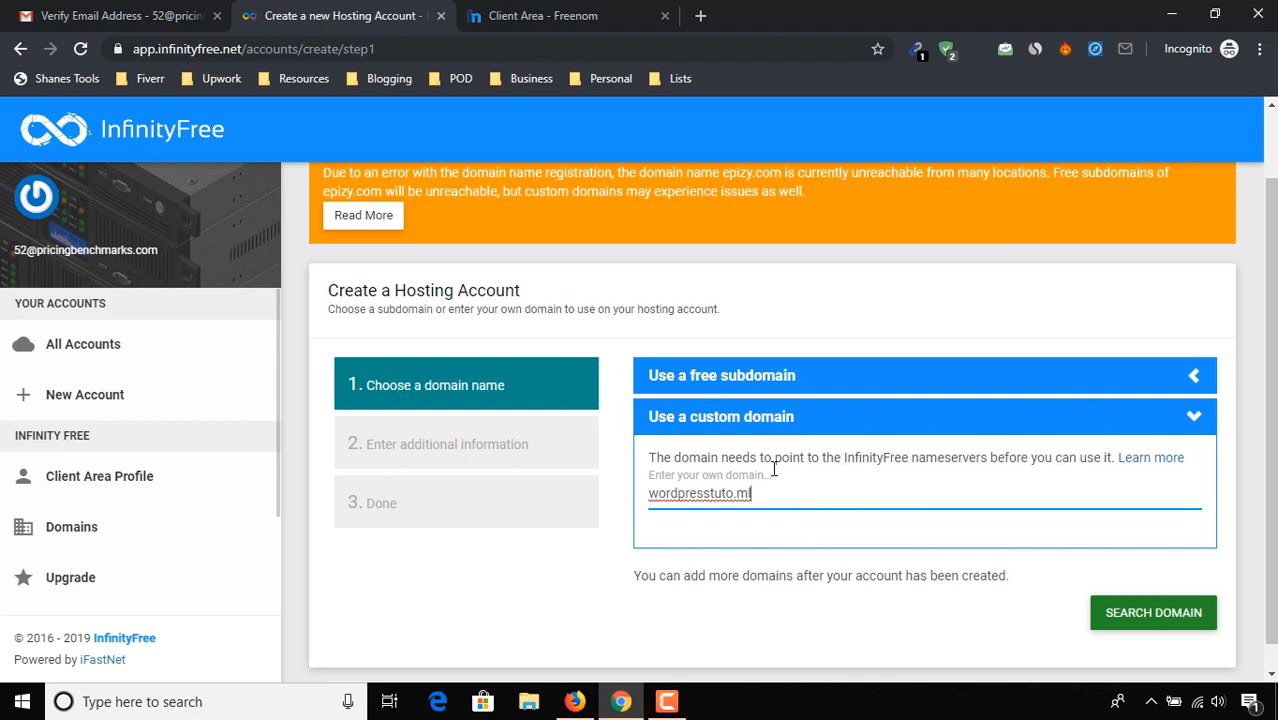 Verify Email Address - 52@pricin
Create a new Hosting Account -
Client Area - Freenom
app.infinityfree.net/accounts/create/step1
1
2
Incognito
Shanes Tools
Fiverr
Upwork
Resources
Blogging
POD
Business
Personal
Lists
InfinityFree
52@pricingbenchmarks.com
YOUR ACCOUNTS
All Accounts
New Account
INFINITY FREE
Client Area Profile
Domains
Upgrade
© 2016 - 2019 InfinityFree
Powered by iFastNet
Due to an error with the domain name registration, the domain name epizy.com is currently unreachable from many locations. Free subdomains of
epizy.com will be unreachable, but custom domains may experience issues as well.
Read More
Create a Hosting Account
Choose a subdomain or enter your own domain to use on your hosting account.
1. Choose a domain name
2. Enter additional information
3. Done
Use a free subdomain
Use a custom domain
The domain needs to point to the InfinityFree nameservers before you can use it. Learn more
Enter your own domain...
wordpresstuto.ml
You can add more domains after your account has been created.
SEARCH DOMAIN
Type here to search
1